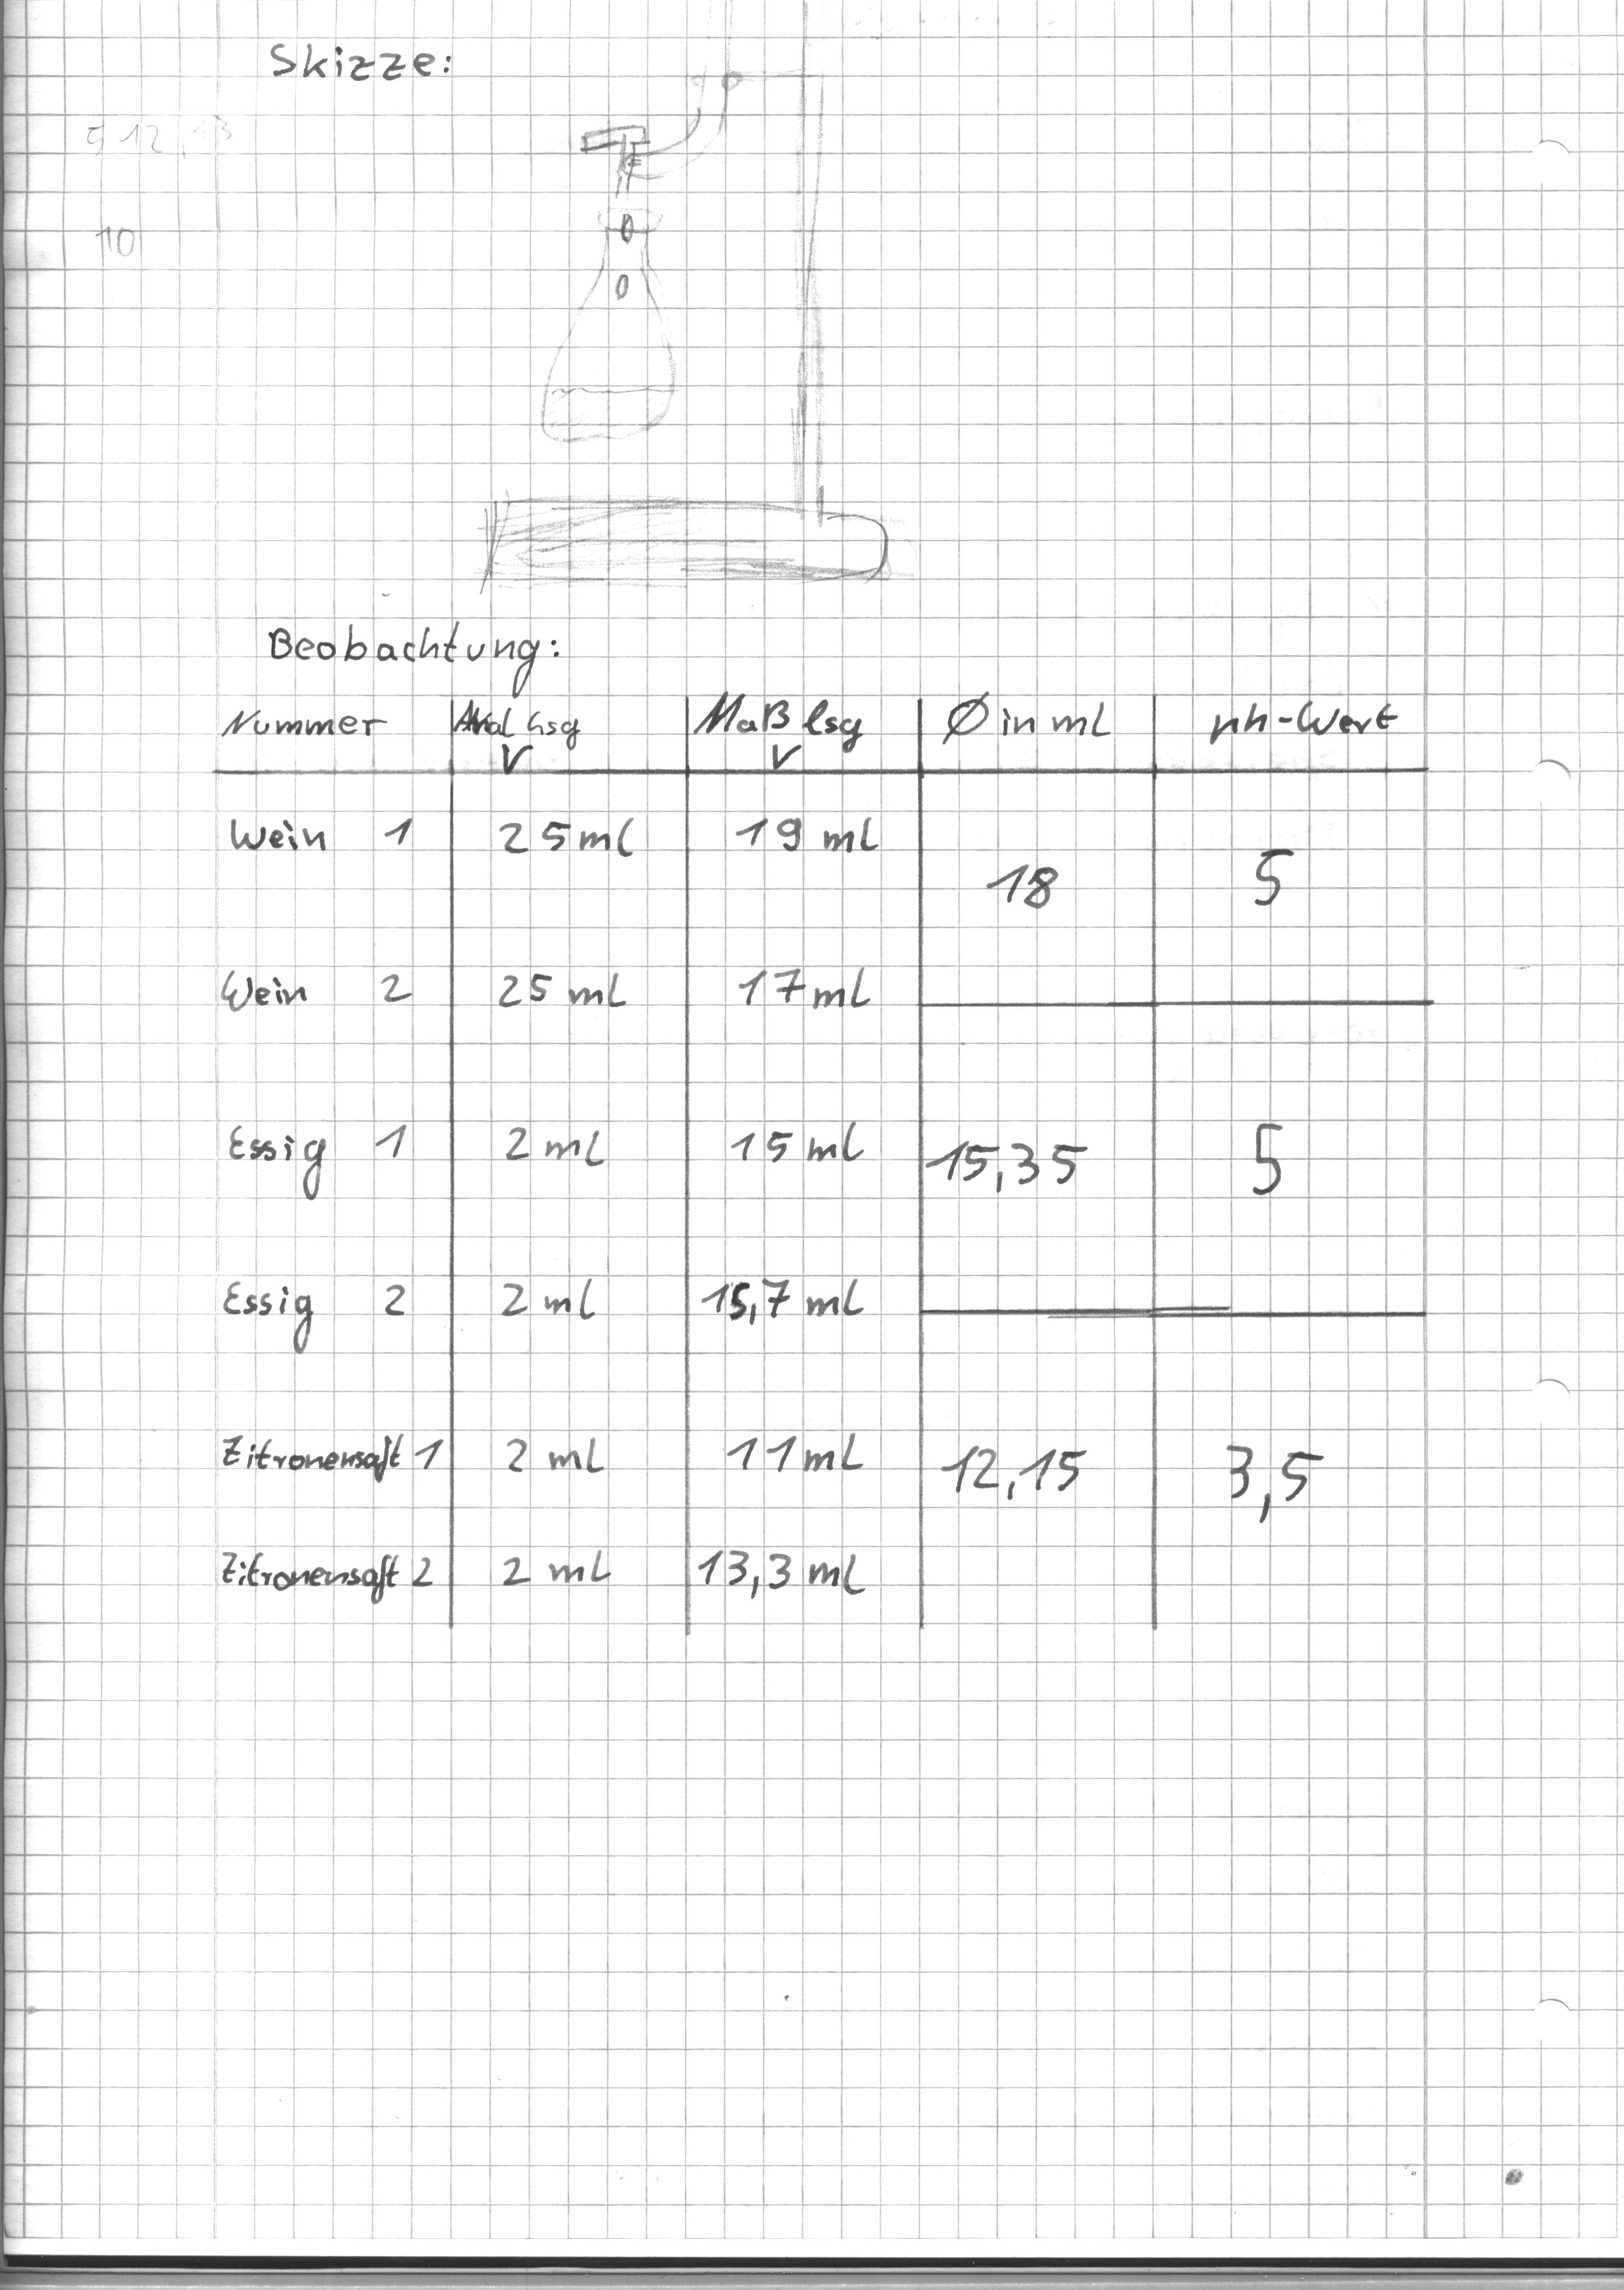 Skizze:
5 12,13
10
Beobachtung:
Nummer Anal Lsg V Maß lsg V Ø in ml ph-Wert
Wein 1 25 ml 19 ml
18 5
Wein 2 25 ml 17 ml
Essig 1 2 ml 15 ml 15,35 5
Essig 2 2 ml 15,7 ml
Zitronensaft 1 2 ml 11 ml 12,15 3,5
Zitronensaft 2 2 ml 13,3 ml